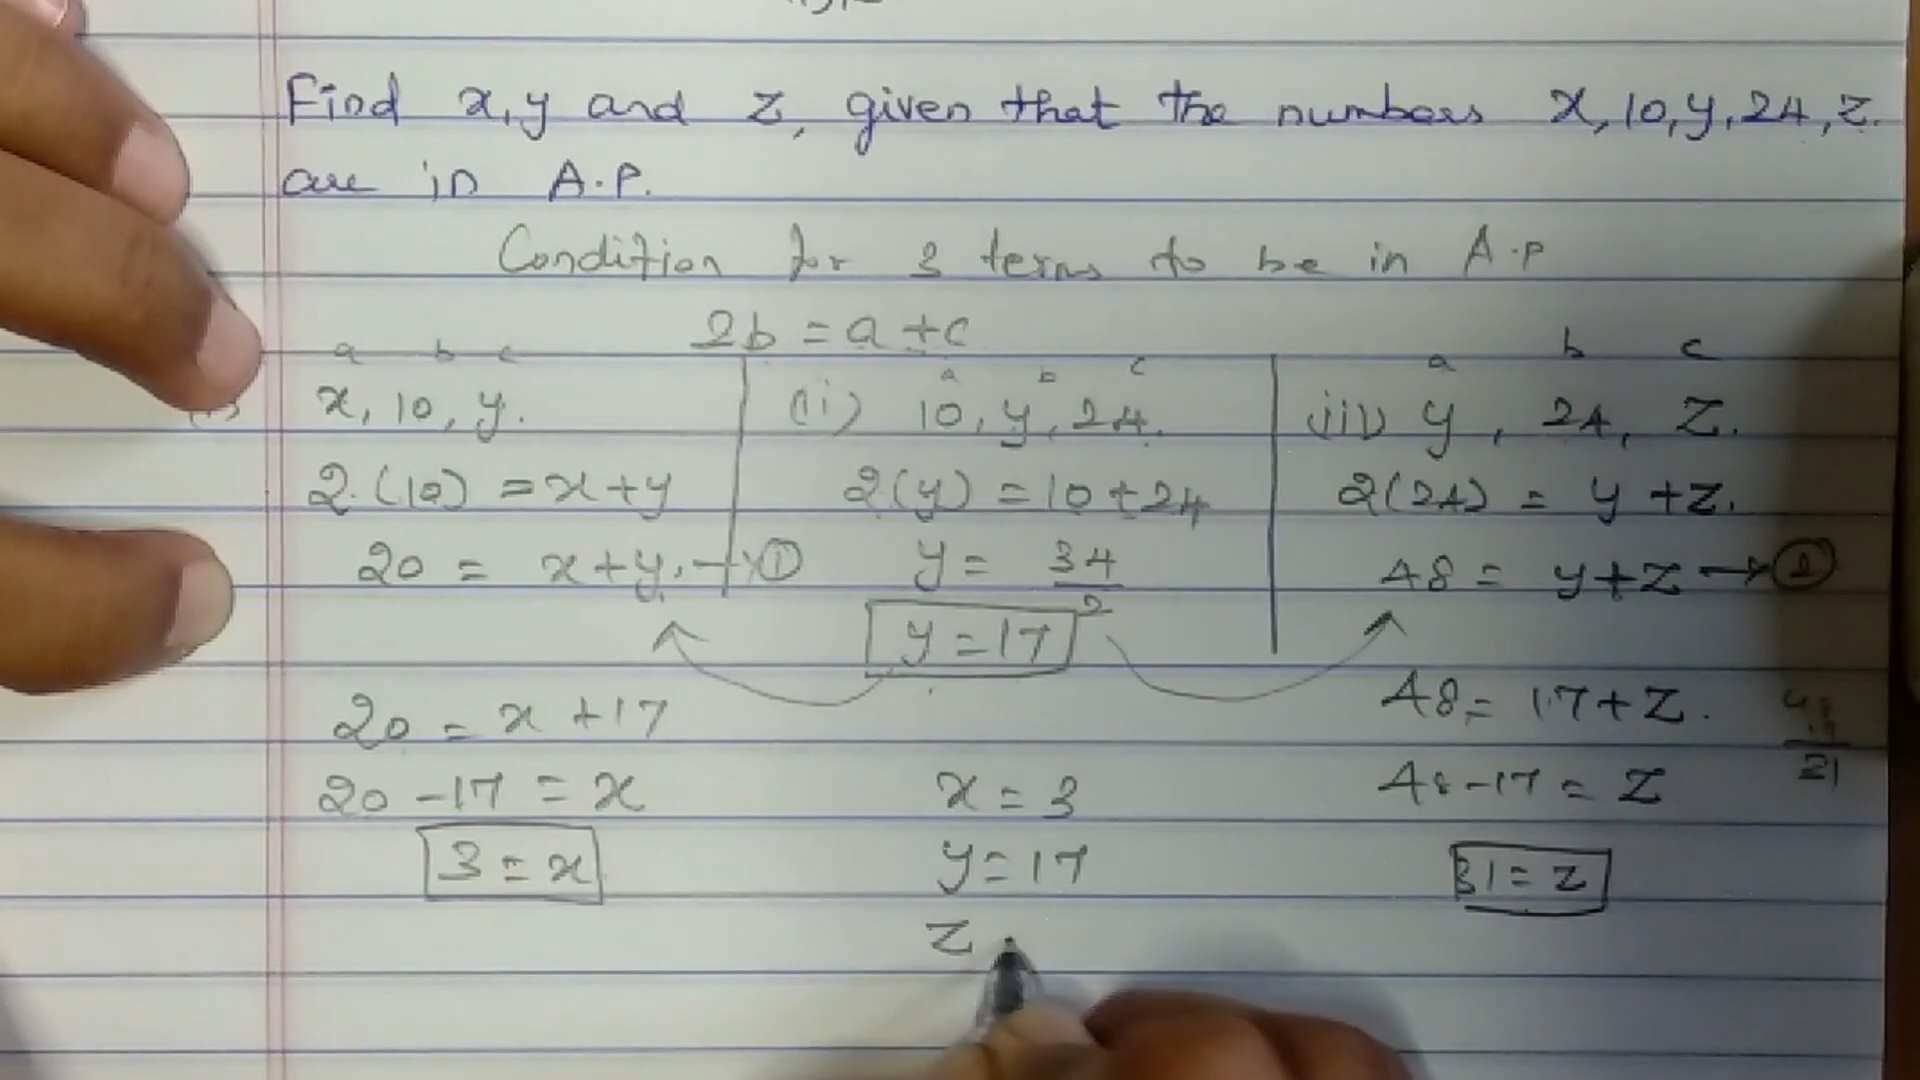 Find x, y and z, given that the numbers x, 10, y, 24, z.
are in A.P.
Condition for 3 terms to be in A.P
2b = a + c
a b c
x, 10, y.
2.(10) = x+y
20 = x+y. → ①
20 = x + 17
20 - 17 = x
3 = x
a b c
(ii) 10, y, 24.
2(y) = 10 + 24
y = 34
2
y = 17
x = 3
y = 17
z
a b c
(iii) y, 24, z.
2(24) = y + z.
48 = y + z → ②
48 = 17 + z.
48 - 17 = z
31 = z